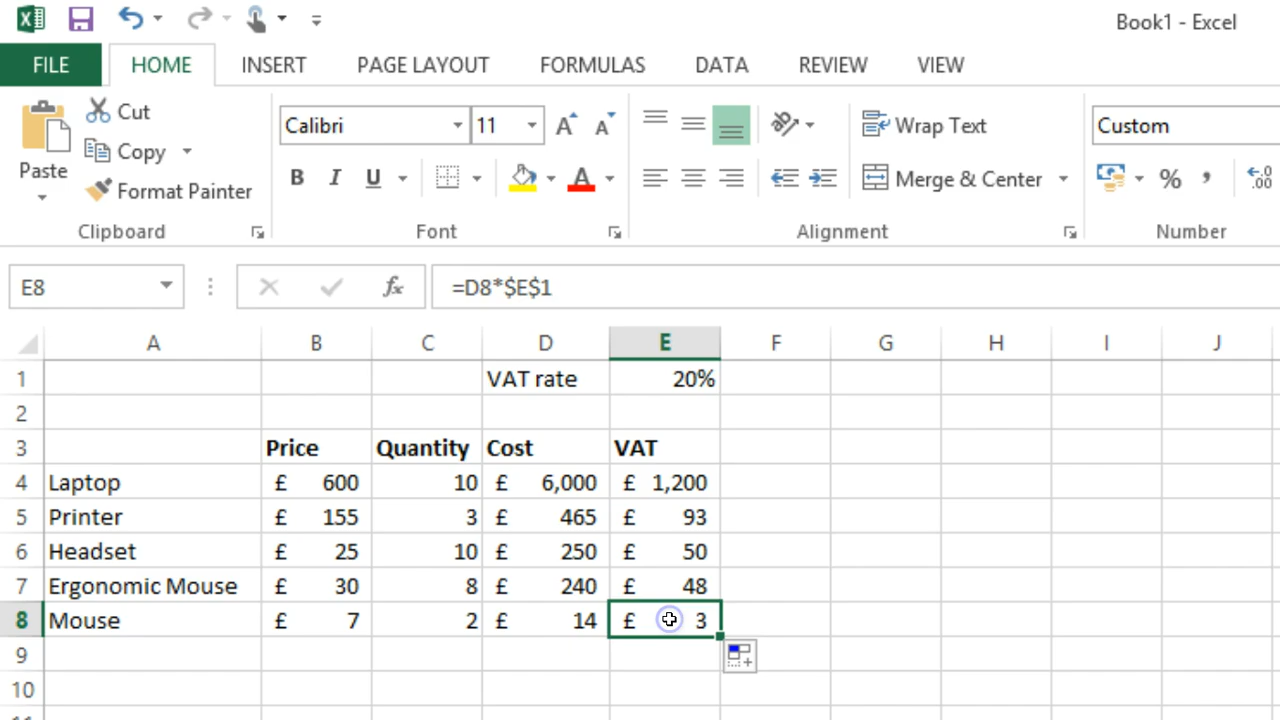 Book1 - Excel
FILE HOME INSERT PAGE LAYOUT FORMULAS DATA REVIEW VIEW
Cut
Copy
Format Painter
Paste
Calibri 11
B I U A
Wrap Text
Merge & Center
Custom
% , .00
Clipboard Font Alignment Number
E8 fx =D8*$E$1
A B C D E F G H I J
1 VAT rate 20%
2
3 Price Quantity Cost VAT
4 Laptop £ 600 10 £ 6,000 £ 1,200
5 Printer £ 155 3 £ 465 £ 93
6 Headset £ 25 10 £ 250 £ 50
7 Ergonomic Mouse £ 30 8 £ 240 £ 48
8 Mouse £ 7 2 £ 14 £ 3
9
10
11